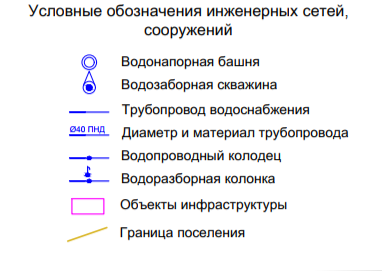 Условные обозначения инженерных сетей,
сооружений
Водонапорная башня
Водозаборная скважина
Трубопровод водоснабжения
Ø40 ПНД Диаметр и материал трубопровода
Водопроводный колодец
Водоразборная колонка
Объекты инфраструктуры
Граница поселения